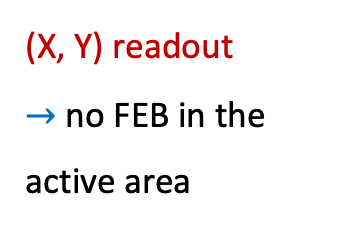 (X, Y) readout
→ no FEB in the
active area